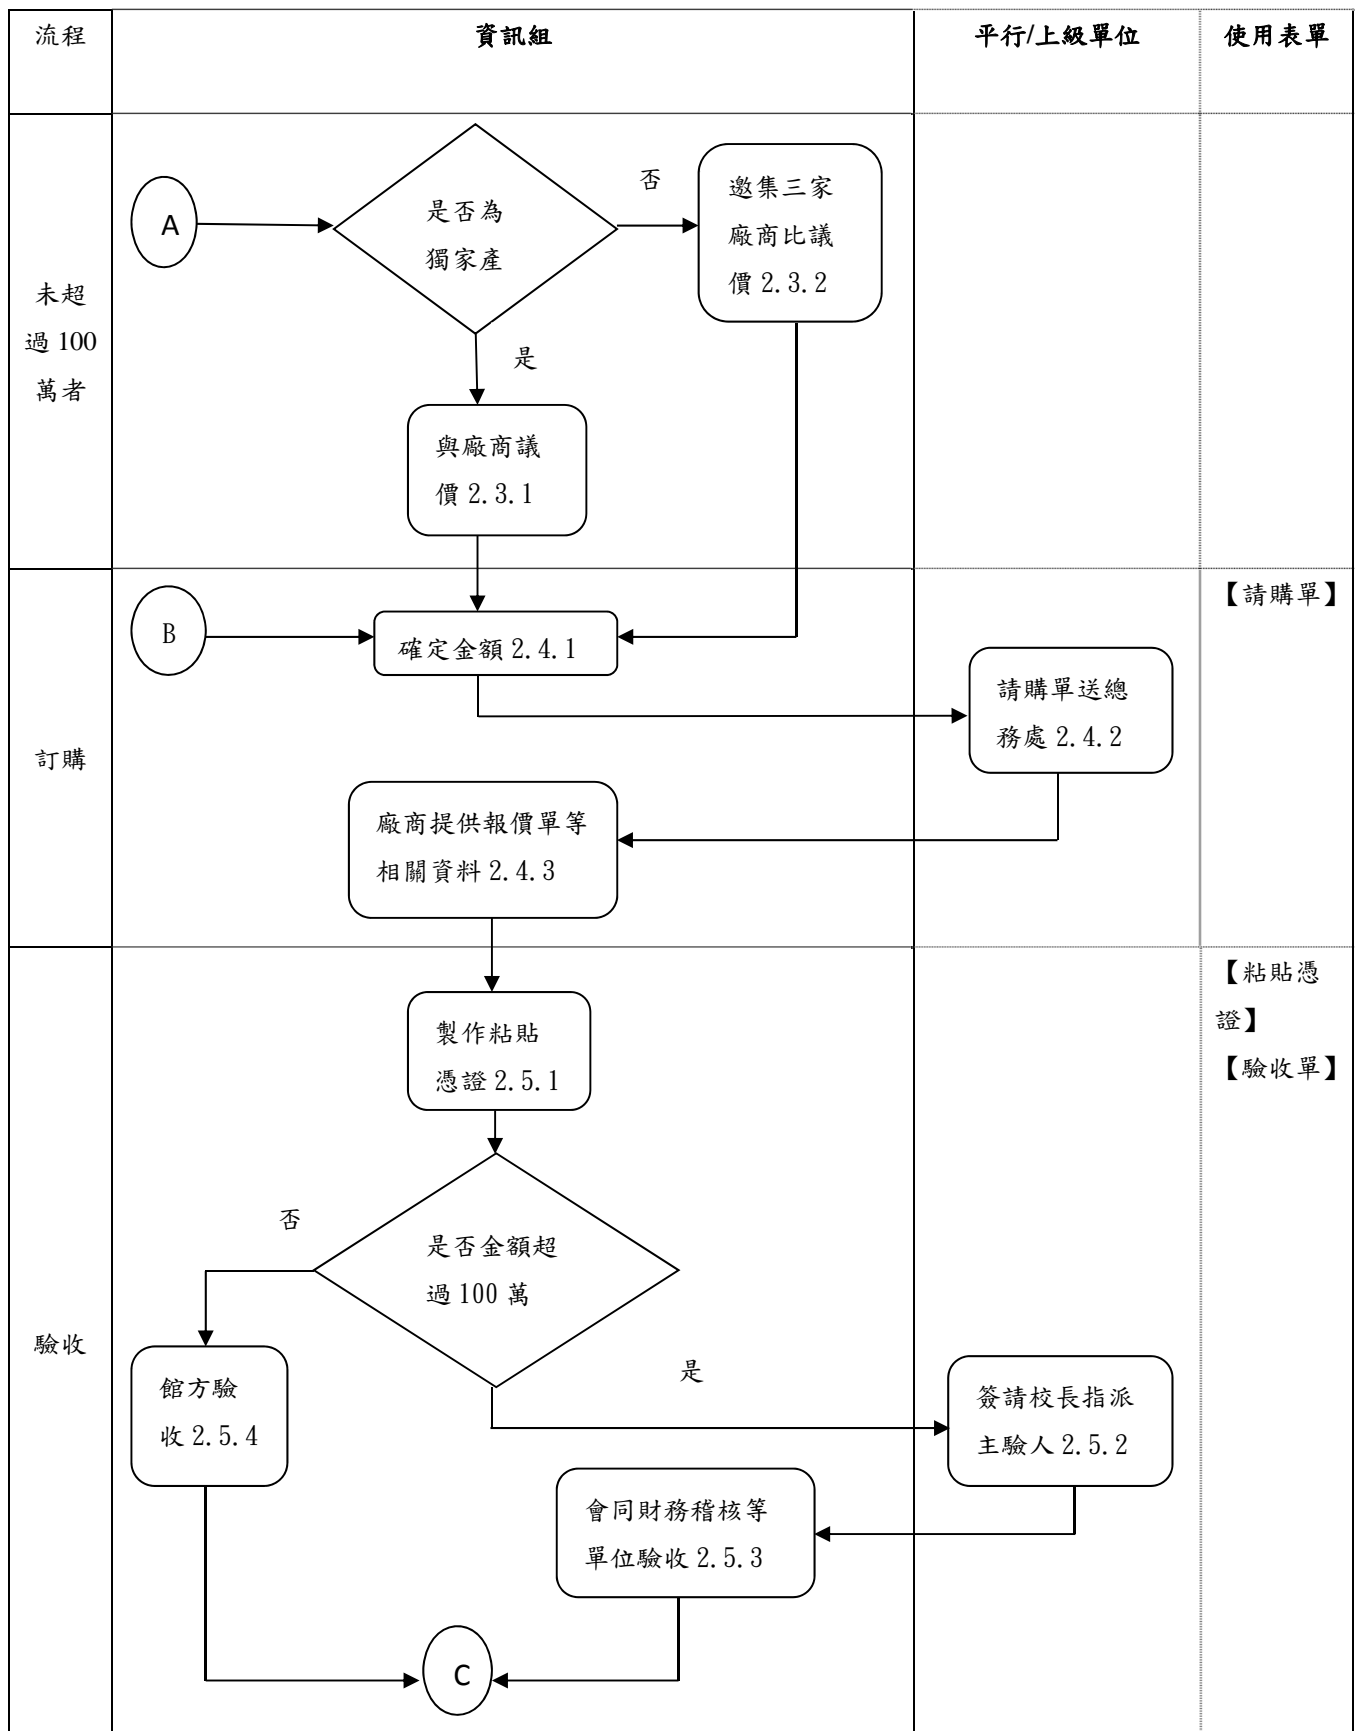 流程
資訊組
平行/上級單位
使用表單
未超
過 100
萬者
A
是否為
獨家產
否
邀集三家
廠商比議
價 2.3.2
是
與廠商議
價 2.3.1
訂購
B
確定金額 2.4.1
請購單送總
務處 2.4.2
廠商提供報價單等
相關資料 2.4.3
【請購單】
驗收
製作粘貼
憑證 2.5.1
是否金額超
過 100 萬
否
是
館方驗
收 2.5.4
簽請校長指派
主驗人 2.5.2
會同財務稽核等
單位驗收 2.5.3
C
【粘貼憑
證】
【驗收單】